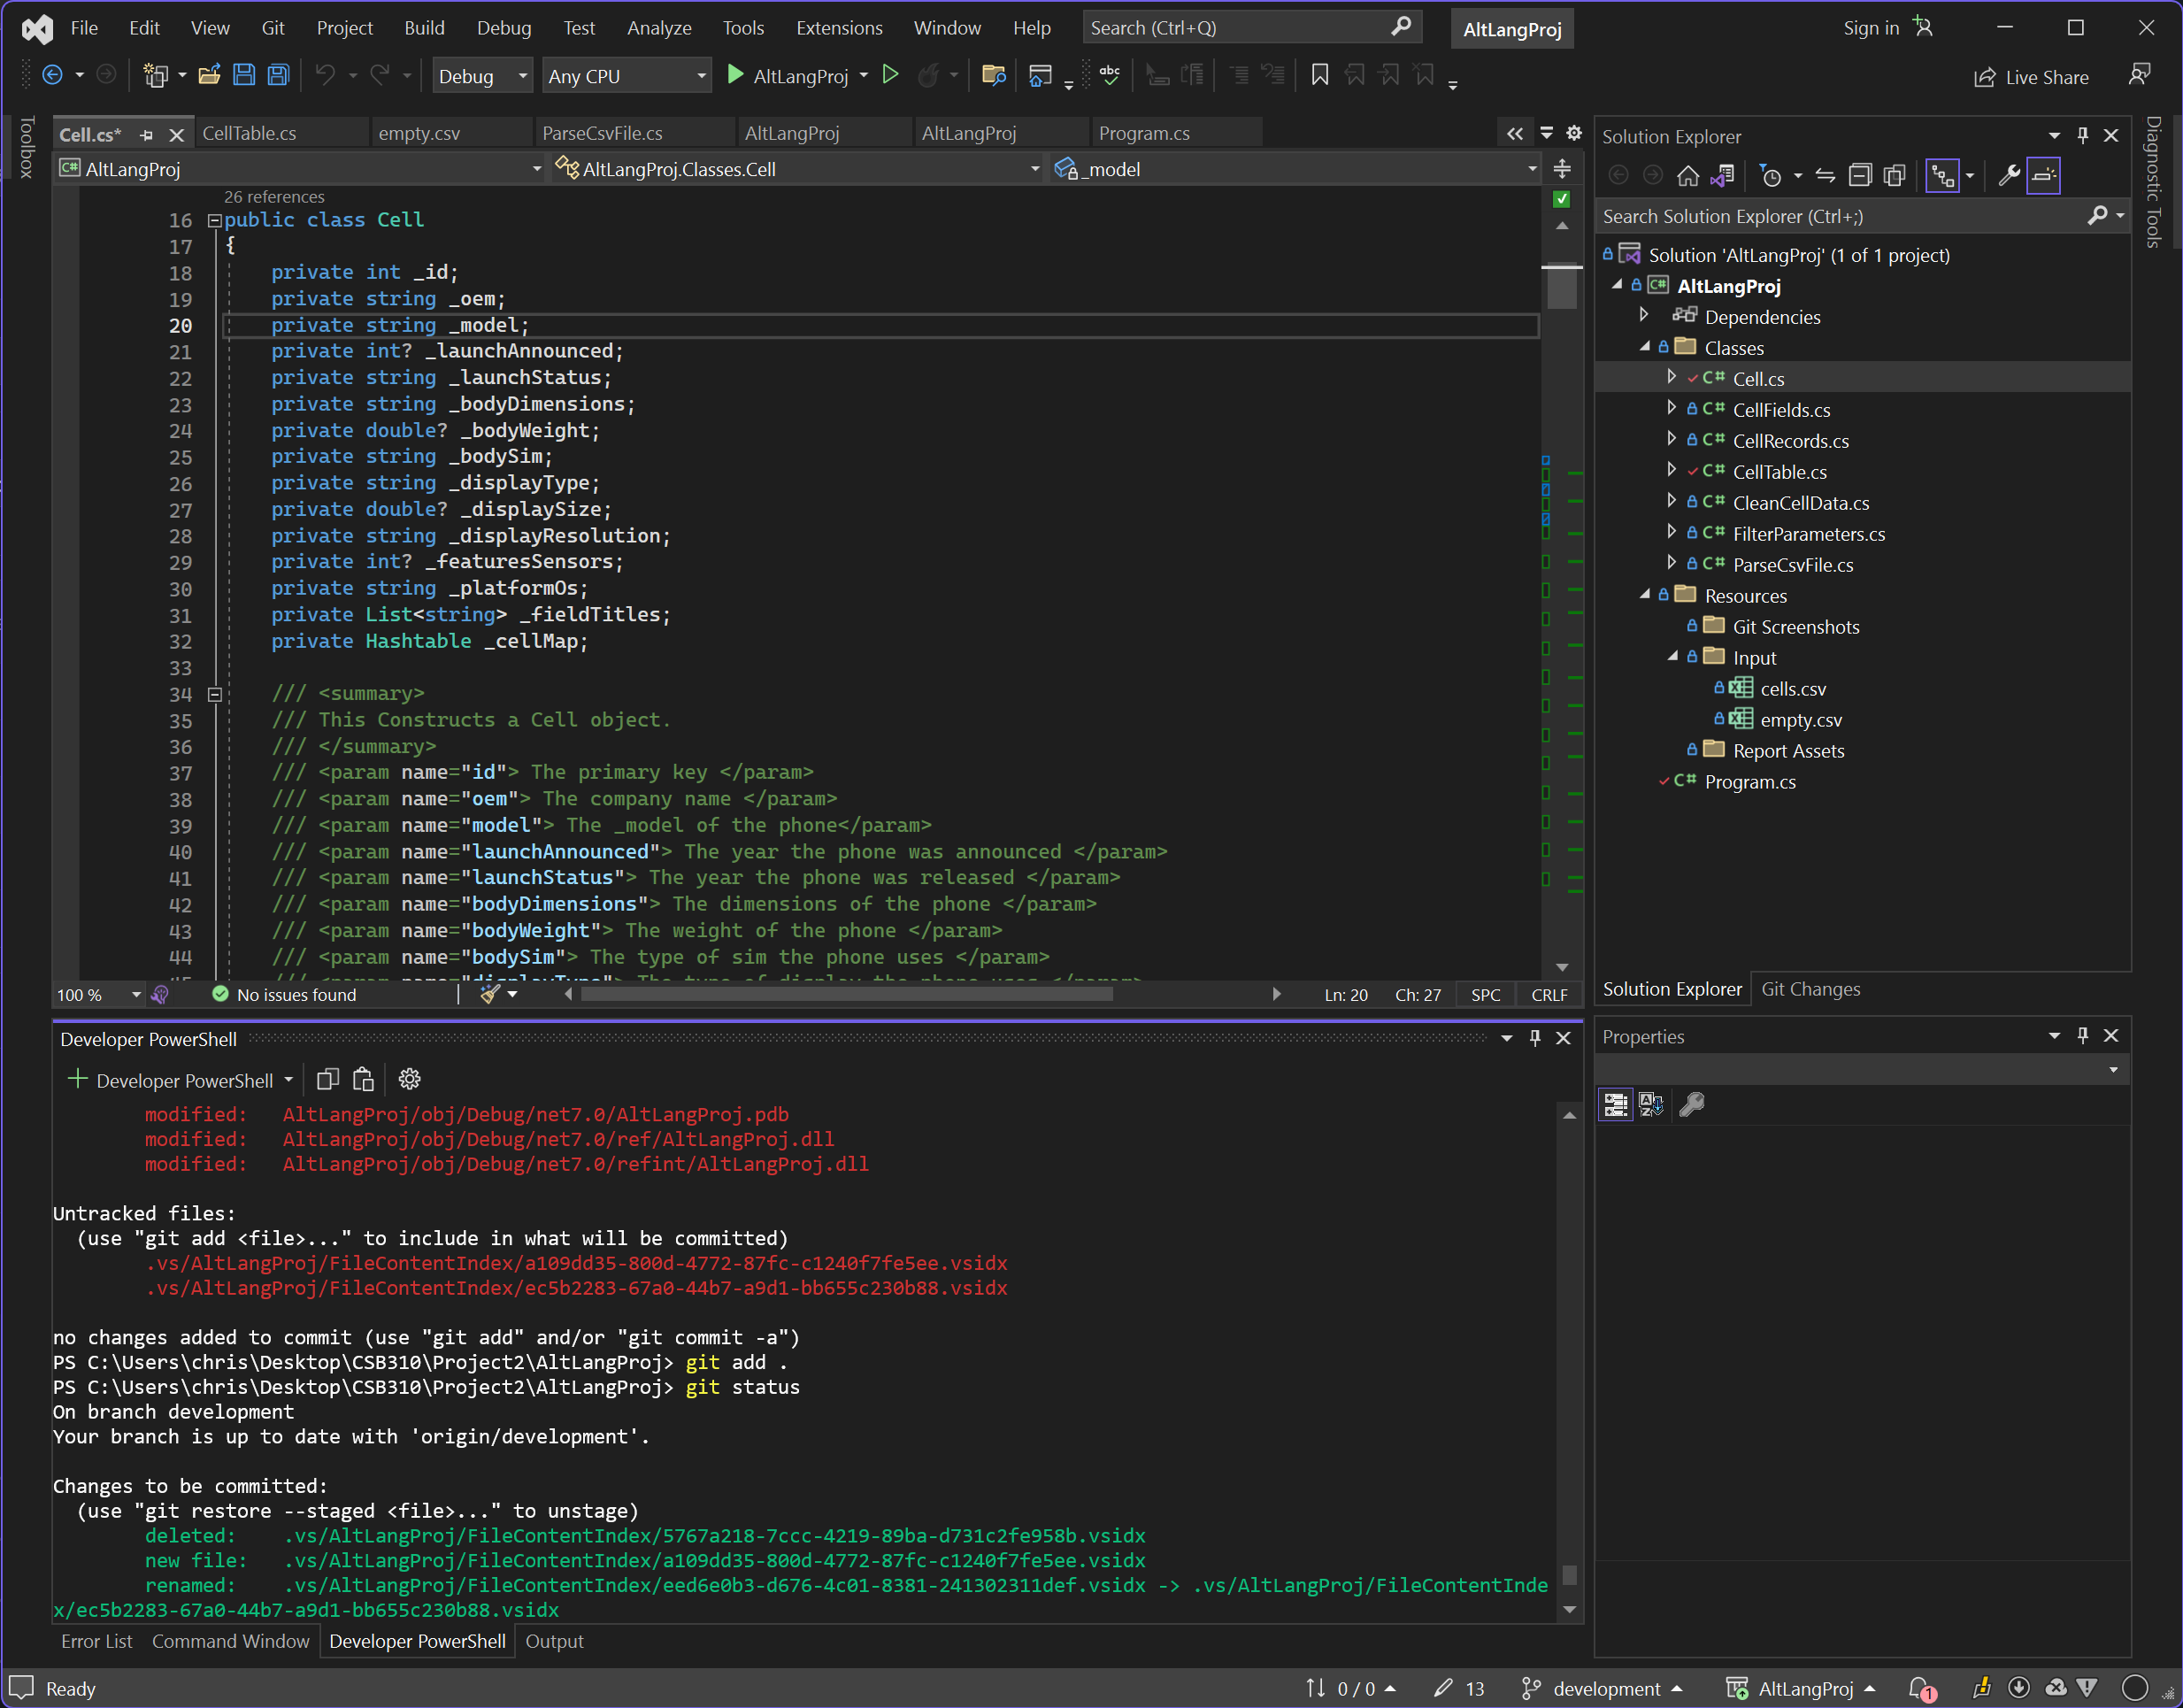 File Edit View Git Project Build Debug Test Tools Analyze Extensions Window Help Search (Ctrl+Q) AltLangProj Sign in
Debug Any CPU AltLangProj abc Live Share
Toolbox
Cell.cs* CellTable.cs empty.csv ParseCsvFile.cs AltLangProj AltLangProj Program.cs
C# AltLangProj AltLangProj.Classes.Cell _model
26 references
16 public class Cell
17 {
18 private int _id;
19 private string _oem;
20 private string _model;
21 private int? _launchAnnounced;
22 private string _launchStatus;
23 private string _bodyDimensions;
24 private double? _bodyWeight;
25 private string _bodySim;
26 private string _displayType;
27 private double? _displaySize;
28 private string _displayResolution;
29 private int? _featuresSensors;
30 private string _platformOs;
31 private List<string> _fieldTitles;
32 private Hashtable _cellMap;
33
34 /// <summary>
35 /// This Constructs a Cell object.
36 /// </summary>
37 /// <param name="id"> The primary key </param>
38 /// <param name="oem"> The company name </param>
39 /// <param name="model"> The _model of the phone</param>
40 /// <param name="launchAnnounced"> The year the phone was announced </param>
41 /// <param name="launchStatus"> The year the phone was released </param>
42 /// <param name="bodyDimensions"> The dimensions of the phone </param>
43 /// <param name="bodyWeight"> The weight of the phone </param>
44 /// <param name="bodySim"> The type of sim the phone uses </param>
45 /// <param name="displayType"> The type of display the phone uses </param>
100 % No issues found Ln: 20 Ch: 27 SPC CRLF
Developer PowerShell
Developer PowerShell
modified: AltLangProj/obj/Debug/net7.0/AltLangProj.pdb
modified: AltLangProj/obj/Debug/net7.0/ref/AltLangProj.dll
modified: AltLangProj/obj/Debug/net7.0/refint/AltLangProj.dll
Untracked files:
(use "git add <file>..." to include in what will be committed)
.vs/AltLangProj/FileContentIndex/a109dd35-800d-4772-87fc-c1240f7fe5ee.vsidx
.vs/AltLangProj/FileContentIndex/ec5b2283-67a0-44b7-a9d1-bb655c230b88.vsidx
no changes added to commit (use "git add" and/or "git commit -a")
PS C:\Users\chris\Desktop\CSB310\Project2\AltLangProj> git add .
PS C:\Users\chris\Desktop\CSB310\Project2\AltLangProj> git status
On branch development
Your branch is up to date with 'origin/development'.
Changes to be committed:
(use "git restore --staged <file>..." to unstage)
deleted: .vs/AltLangProj/FileContentIndex/5767a218-7ccc-4219-89ba-d731c2fe958b.vsidx
new file: .vs/AltLangProj/FileContentIndex/a109dd35-800d-4772-87fc-c1240f7fe5ee.vsidx
renamed: .vs/AltLangProj/FileContentIndex/eed6e0b3-d676-4c01-8381-241302311def.vsidx -> .vs/AltLangProj/FileContentInde
x/ec5b2283-67a0-44b7-a9d1-bb655c230b88.vsidx
Error List Command Window Developer PowerShell Output
Solution Explorer
Search Solution Explorer (Ctrl+;)
Solution 'AltLangProj' (1 of 1 project)
C# AltLangProj
Dependencies
Classes
C# Cell.cs
C# CellFields.cs
C# CellRecords.cs
C# CellTable.cs
C# CleanCellData.cs
C# FilterParameters.cs
C# ParseCsvFile.cs
Resources
Git Screenshots
Input
cells.csv
empty.csv
Report Assets
C# Program.cs
Solution Explorer Git Changes
Properties
Diagnostic Tools
Ready 0 / 0 13 development AltLangProj 1